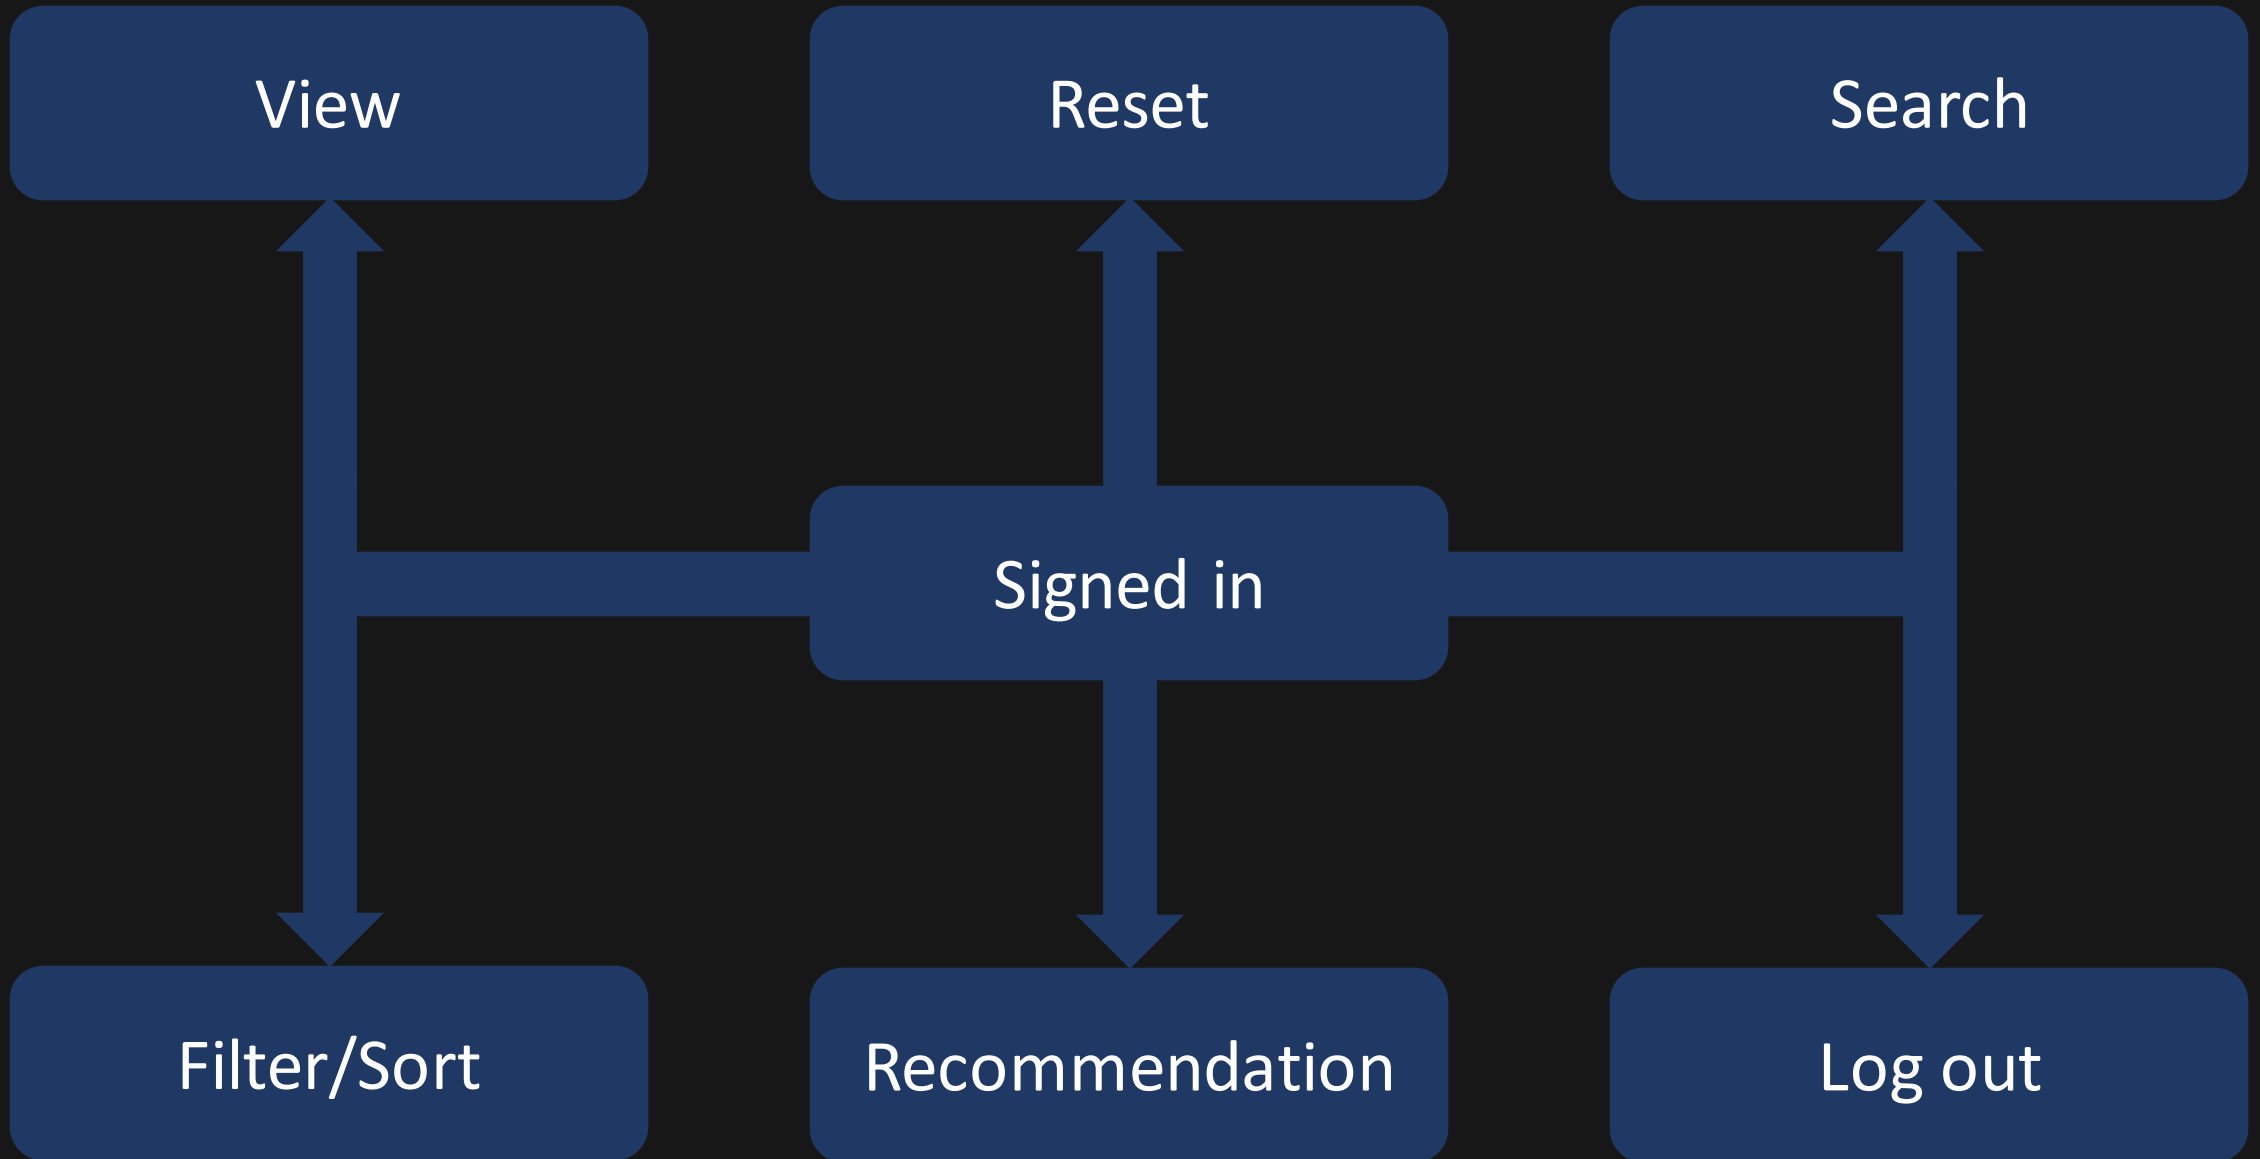 View
Reset
Search
Signed in
Filter/Sort
Recommendation
Log out